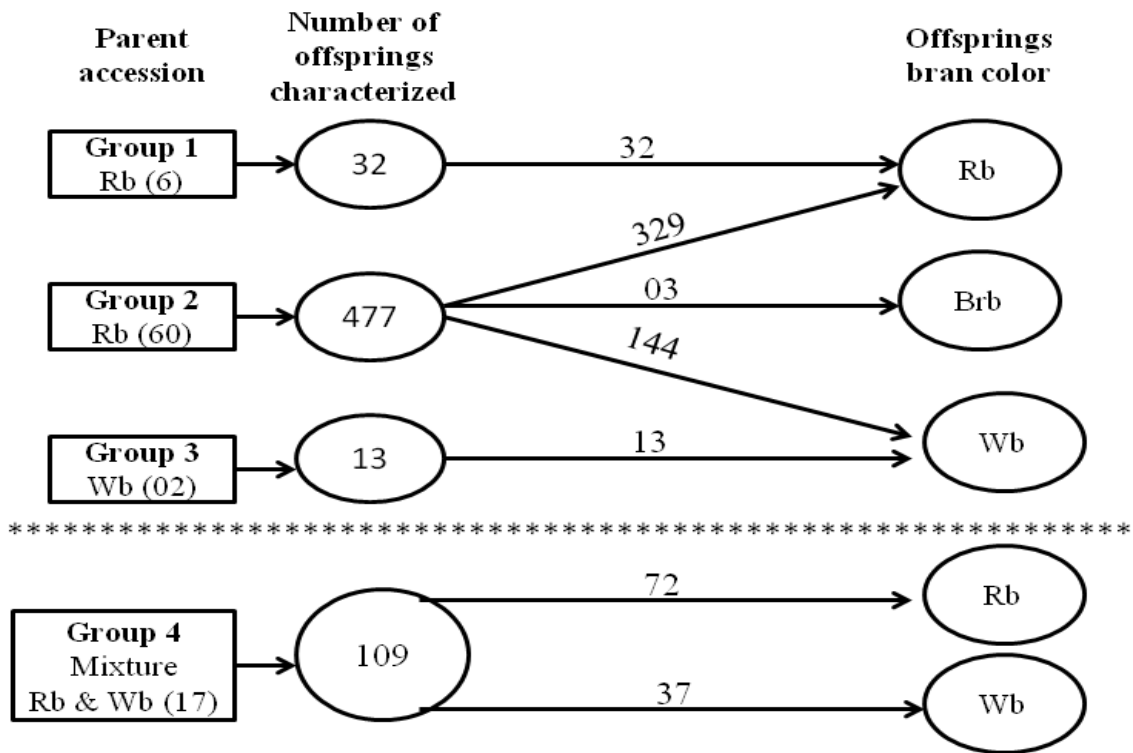 Parent
accession
Number of
offsprings
characterized
Offsprings
bran color
Group 1
Rb (6)
32
32
Rb
329
Group 2
Rb (60)
477
03
Brb
144
Group 3
Wb (02)
13
13
Wb
******************************************************************
Group 4
Mixture
Rb & Wb (17)
109
72
Rb
37
Wb